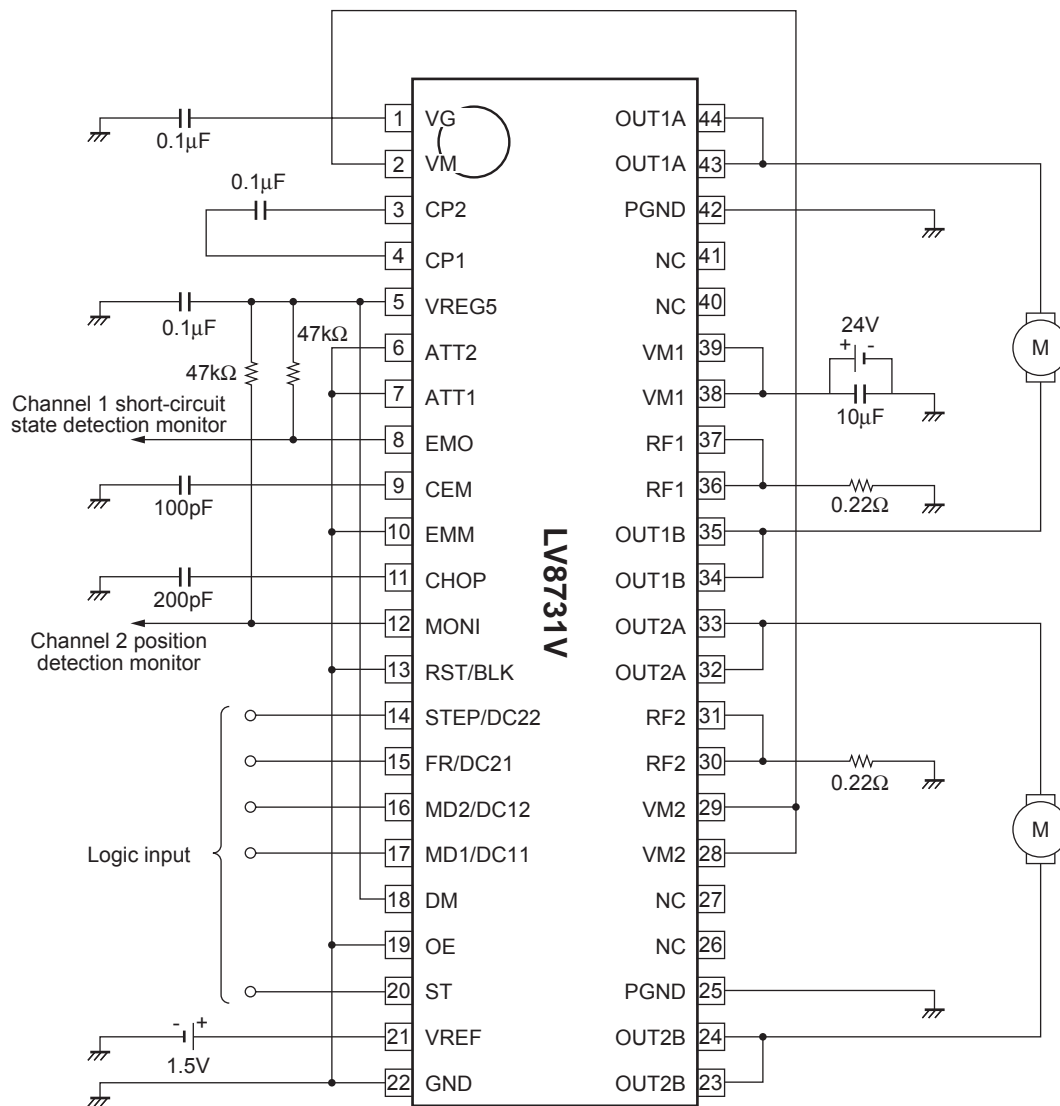 1 VG OUT1A 44
0.1µF
2 VM OUT1A 43
0.1µF
3 CP2 PGND 42
4 CP1 NC 41
5 VREG5 NC 40
0.1µF
47kΩ
24V
+ -
6 ATT2 VM1 39
47kΩ
M
7 ATT1 VM1 38
10µF
Channel 1 short-circuit
state detection monitor
8 EMO RF1 37
9 CEM RF1 36
100pF
0.22Ω
10 EMM OUT1B 35
LV8731V
11 CHOP OUT1B 34
200pF
12 MONI OUT2A 33
Channel 2 position
detection monitor
13 RST/BLK OUT2A 32
14 STEP/DC22 RF2 31
15 FR/DC21 RF2 30
0.22Ω
16 MD2/DC12 VM2 29
M
Logic input
17 MD1/DC11 VM2 28
18 DM NC 27
19 OE NC 26
20 ST PGND 25
- +
21 VREF OUT2B 24
1.5V
22 GND OUT2B 23